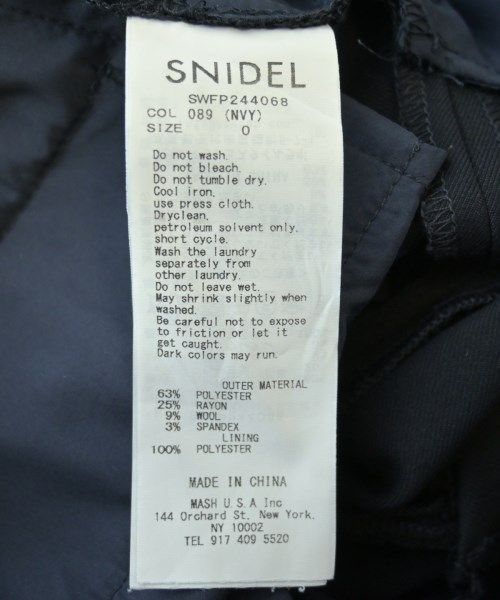 SNIDEL
SWFP244068
COL 089 (NVY)
SIZE 0
Do not wash.
Do not bleach.
Do not tumble dry.
Cool iron.
use press cloth.
Dryclean.
petroleum solvent only.
short cycle.
Wash the laundry
separately from
other laundry.
Do not leave wet.
May shrink slightly when
washed.
Be careful not to expose
to friction or let it
get caught.
Dark colors may run.
OUTER MATERIAL
63% POLYESTER
25% RAYON
9% WOOL
3% SPANDEX
LINING
100% POLYESTER
MADE IN CHINA
MASH U S.A Inc
144 Orchard St. New York.
NY 10002
TEL 917 409 5520